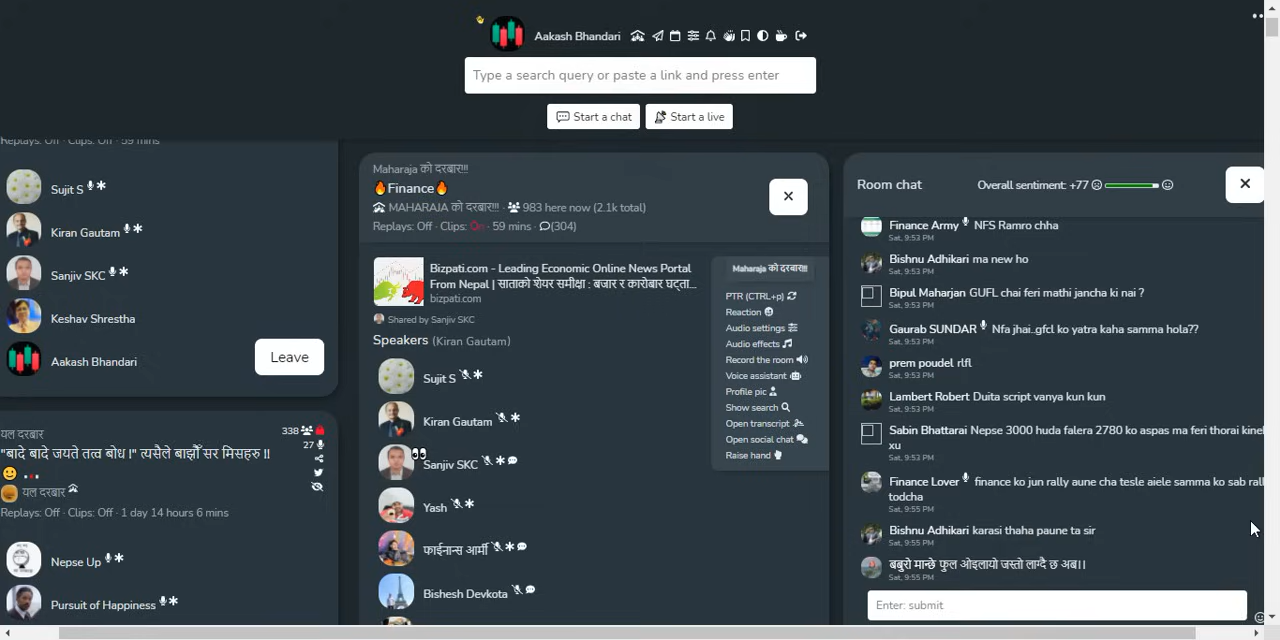 Aakash Bhandari
Type a search query or paste a link and press enter
Start a chat
Start a live
Replays: Off · Clips: Off · 59 mins
Sujit S
Kiran Gautam
Sanjiv SKC
Keshav Shrestha
Aakash Bhandari
Leave
338
27
यल दरबार
"बादे बादे जयते तत्व बोध ।" त्यसैले बाझौँ सर मिसहरु ॥
यल दरबार
Replays: Off · Clips: Off · 1 day 14 hours 6 mins
Nepse Up
Pursuit of Happiness
Maharaja को दरबार!!!
🔥Finance🔥
MAHARAJA को दरबार!!! · 983 here now (2.1k total)
Replays: Off · Clips: On · 59 mins · (304)
Bizpati.com - Leading Economic Online News Portal
From Nepal | साताको शेयर समीक्षा : बजार र कारोबार घट्ता...
bizpati.com
Shared by Sanjiv SKC
Speakers (Kiran Gautam)
Sujit S
Kiran Gautam
Sanjiv SKC
Yash
फाईनान्स आर्मी
Bishesh Devkota
Maharaja को दरबार!!!
PTR (CTRL+p)
Reaction
Audio settings
Audio effects
Record the room
Voice assistant
Profile pic
Show search
Open transcript
Open social chat
Raise hand
Room chat
Overall sentiment: +77
Finance Army NFS Ramro chha
Sat, 9:53 PM
Bishnu Adhikari ma new ho
Sat, 9:53 PM
Bipul Maharjan GUFL chai feri mathi jancha ki nai ?
Sat, 9:53 PM
Gaurab SUNDAR Nfa jhai..gfcl ko yatra kaha samma hola??
Sat, 9:53 PM
prem poudel rlfl
Sat, 9:53 PM
Lambert Robert Duita script vanya kun kun
Sat, 9:53 PM
Sabin Bhattarai Nepse 3000 huda falera 2780 ko aspas ma feri thorai kinel
xu
Sat, 9:53 PM
Finance Lover finance ko jun rally aune cha tesle aiele samma ko sab rall
todcha
Sat, 9:55 PM
Bishnu Adhikari karasi thaha paune ta sir
Sat, 9:55 PM
बबुरो मान्छे फुल ओइलायो जस्तो लाग्दै छ अब।।
Sat, 9:55 PM
Enter: submit